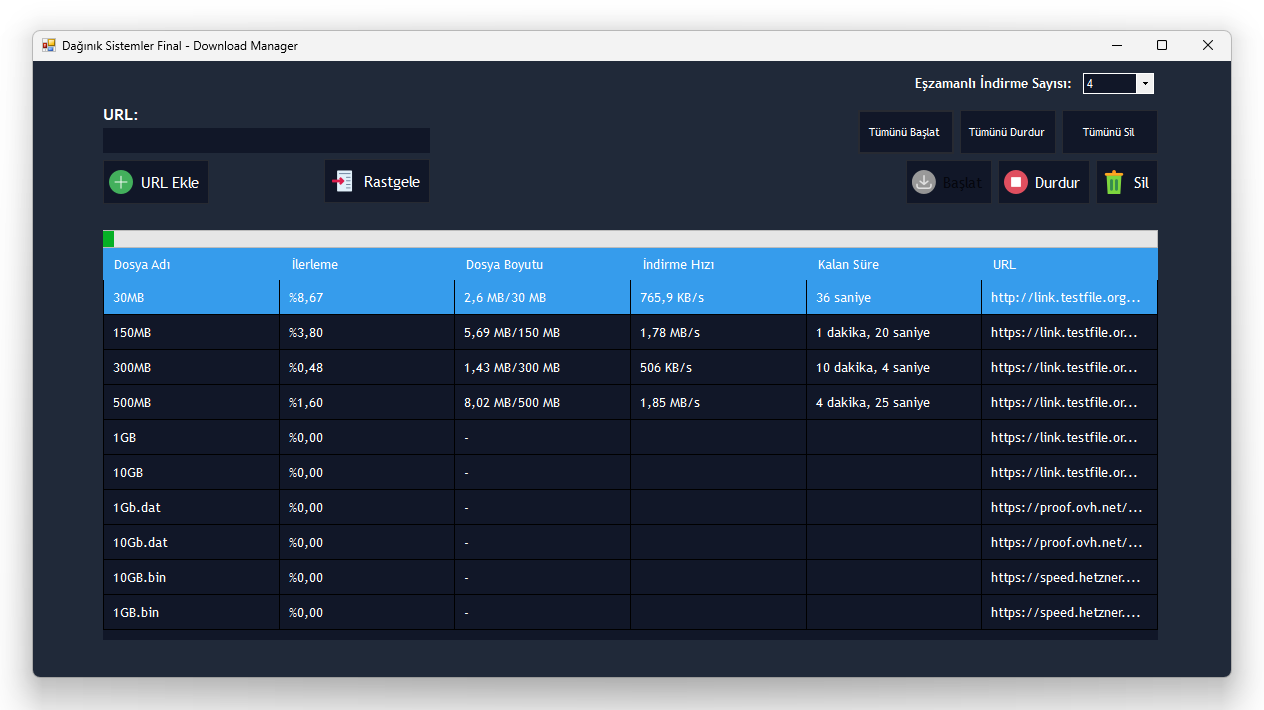 Dağınık Sistemler Final - Download Manager
Eşzamanlı İndirme Sayısı: 4
URL:
Tümünü Başlat Tümünü Durdur Tümünü Sil
URL Ekle Rastgele Başlat Durdur Sil
Dosya Adı İlerleme Dosya Boyutu İndirme Hızı Kalan Süre URL
30MB %8,67 2,6 MB/30 MB 765,9 KB/s 36 saniye http://link.testfile.org...
150MB %3,80 5,69 MB/150 MB 1,78 MB/s 1 dakika, 20 saniye https://link.testfile.or...
300MB %0,48 1,43 MB/300 MB 506 KB/s 10 dakika, 4 saniye https://link.testfile.or...
500MB %1,60 8,02 MB/500 MB 1,85 MB/s 4 dakika, 25 saniye https://link.testfile.or...
1GB %0,00 - https://link.testfile.or...
10GB %0,00 - https://link.testfile.or...
1Gb.dat %0,00 - https://proof.ovh.net/...
10Gb.dat %0,00 - https://proof.ovh.net/...
10GB.bin %0,00 - https://speed.hetzner....
1GB.bin %0,00 - https://speed.hetzner....